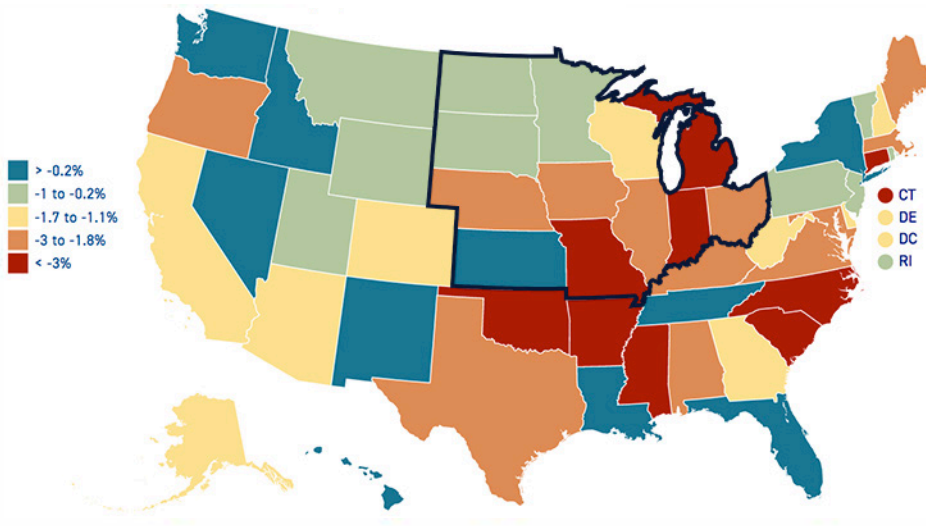 > -0.2%
-1 to -0.2%
-1.7 to -1.1%
-3 to -1.8%
< -3%
CT
DE
DC
RI